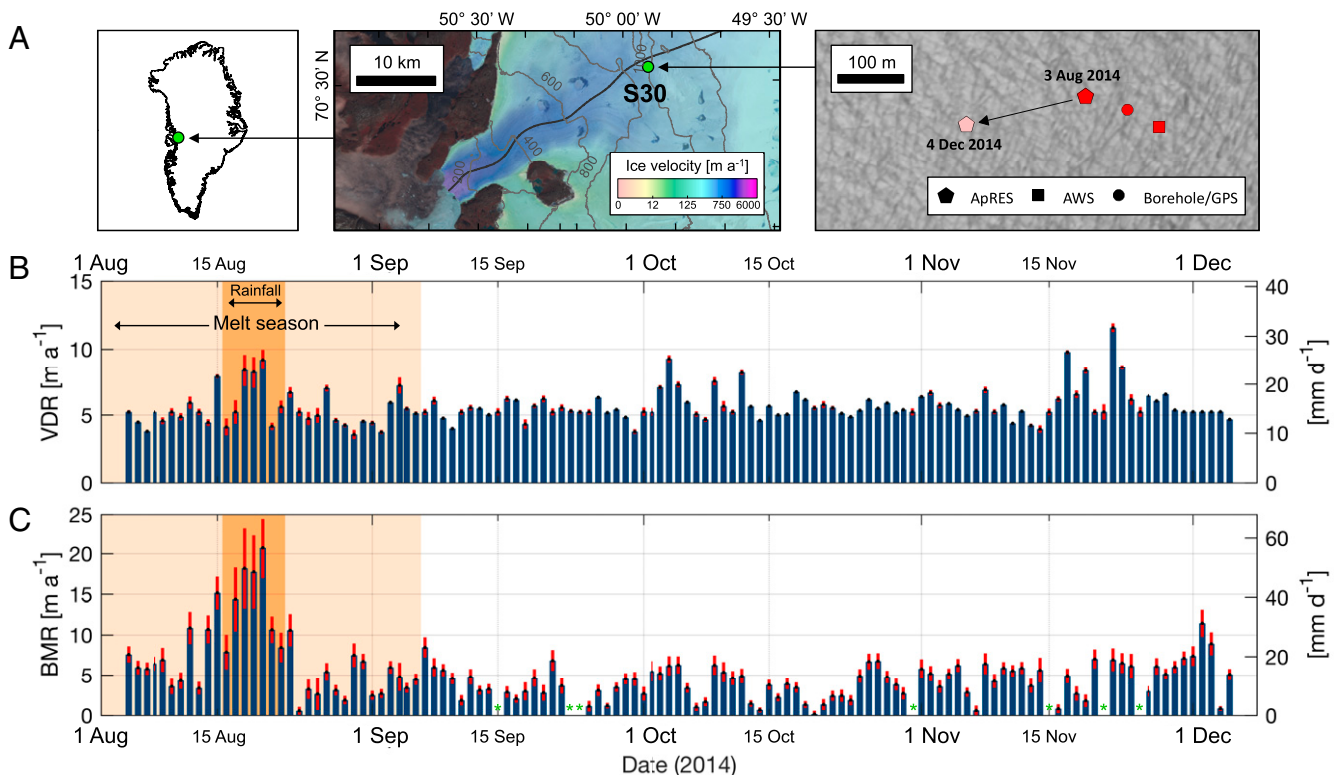 A
50° 30' W
50° 00' W
49° 30' W
70° 30' N
10 km
600
S30
400
200
800
Ice velocity [m a⁻¹]
0 12 125 750 6000
100 m
3 Aug 2014
4 Dec 2014
ApRES AWS Borehole/GPS
B
1 Aug 15 Aug 1 Sep 15 Sep 1 Oct 15 Oct 1 Nov 15 Nov 1 Dec
VDR [m a⁻¹]
15
10
5
0
Rainfall
Melt season
40
30
20
10
0
[mm d⁻¹]
C
BMR [m a⁻¹]
25
20
15
10
5
0
60
40
20
0
[mm d⁻¹]
* * * * * * *
1 Aug 15 Aug 1 Sep 15 Sep 1 Oct 15 Oct 1 Nov 15 Nov 1 Dec
Date (2014)